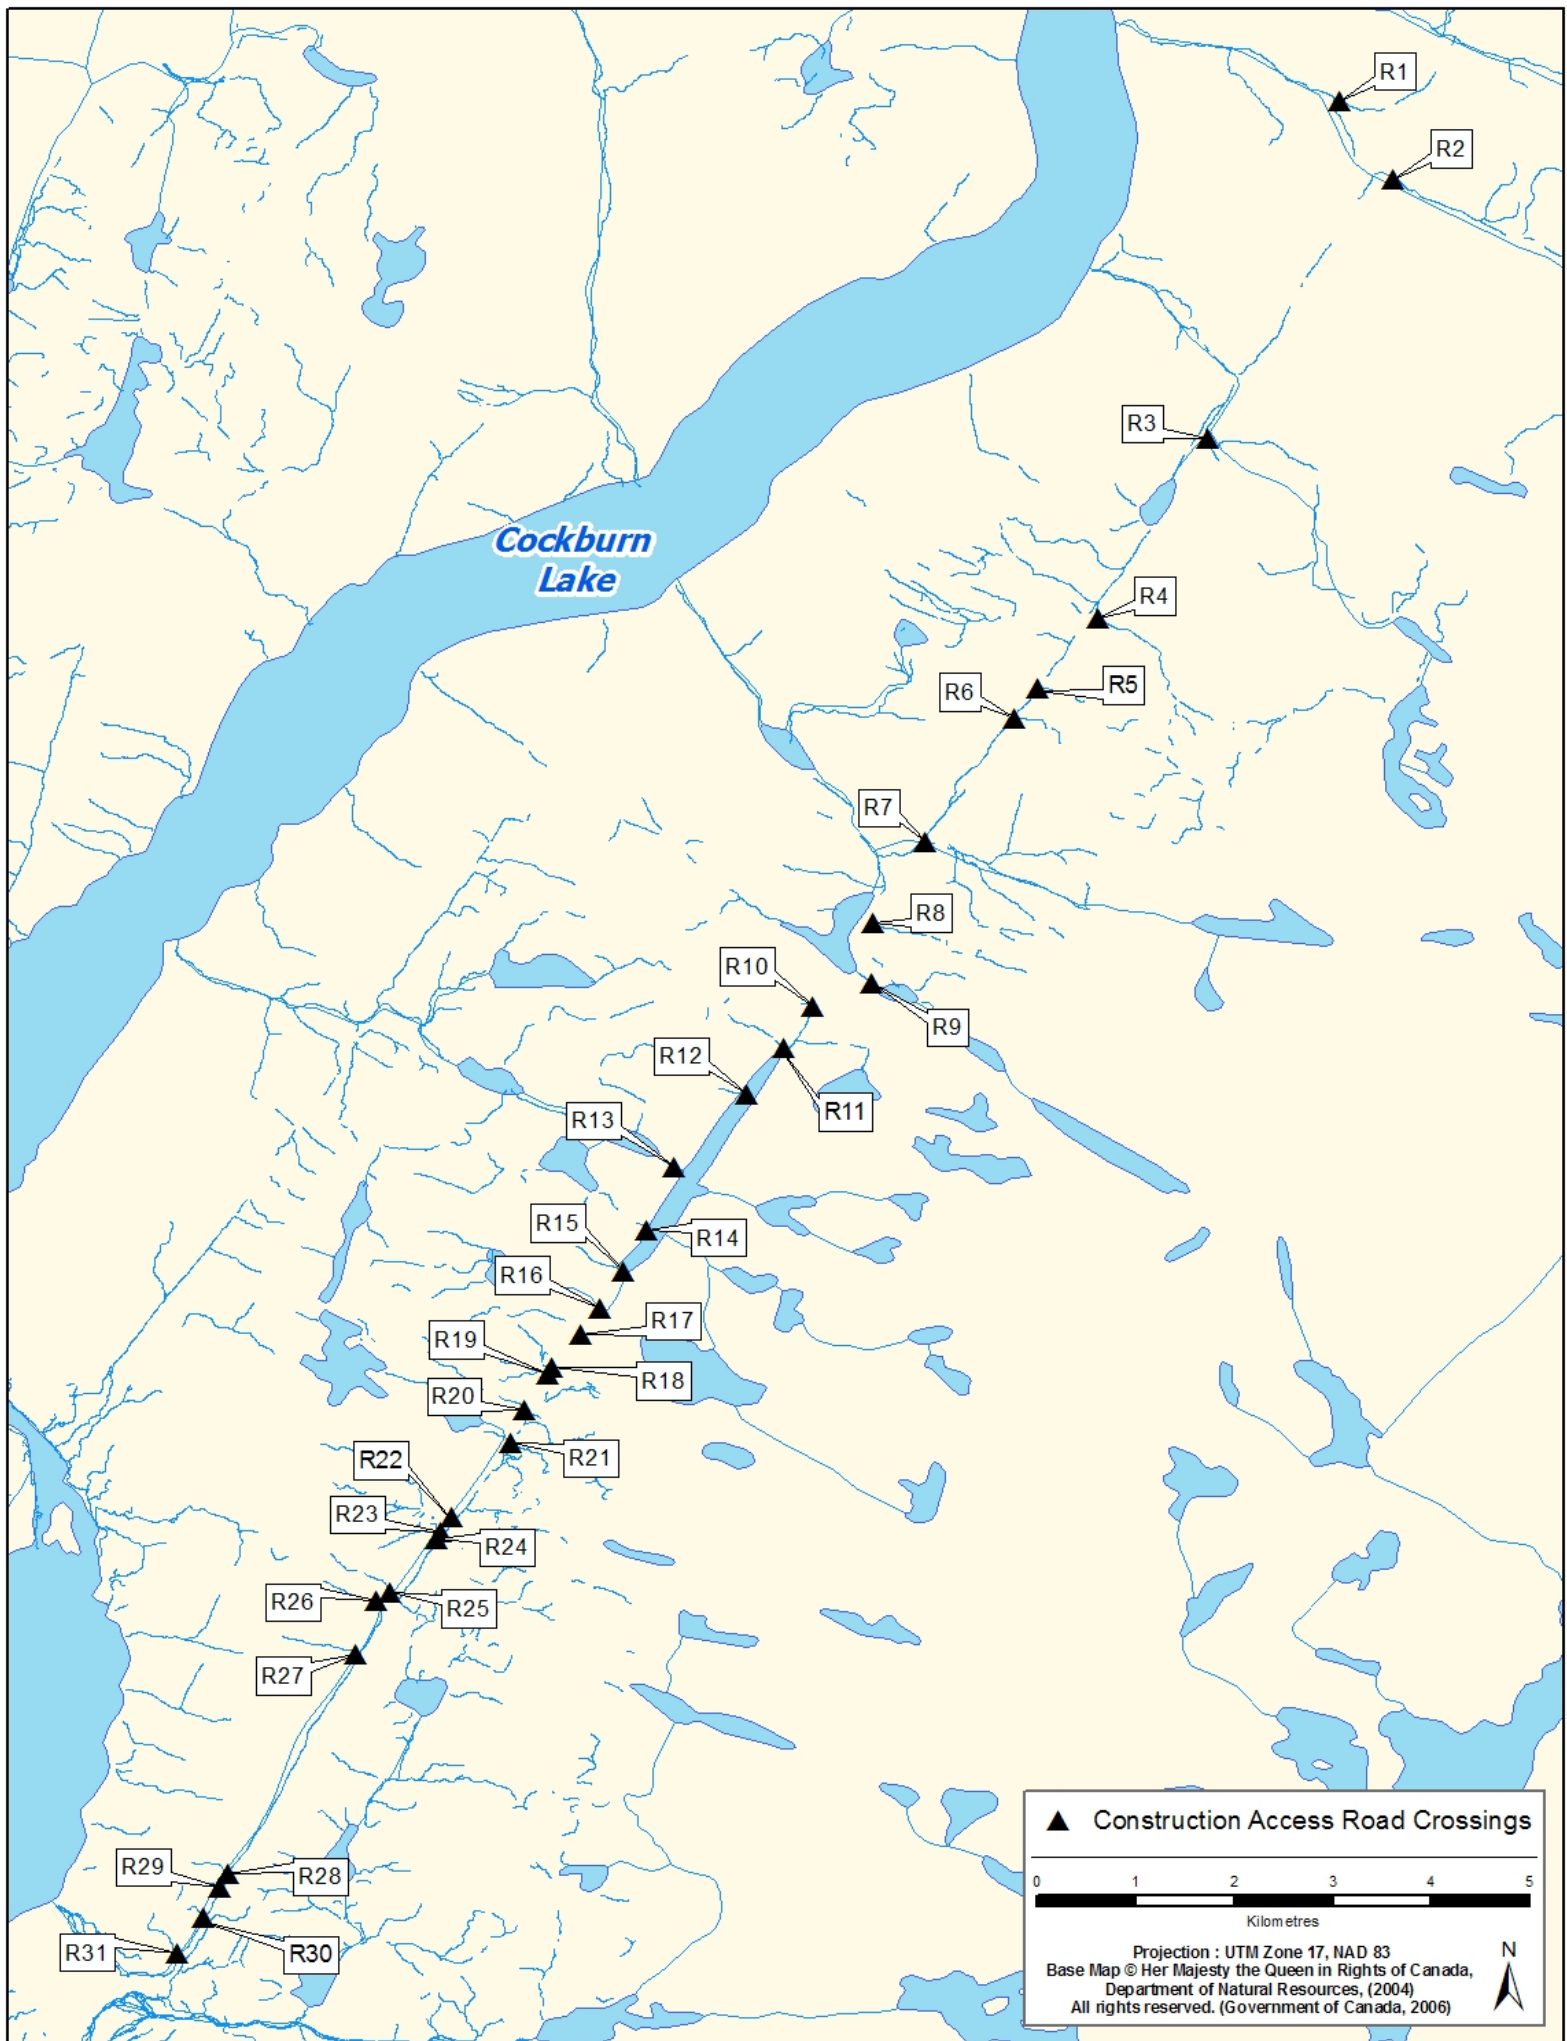 R1
R2
R3
Cockburn
Lake
R4
R5
R6
R7
R8
R10
R9
R12
R11
R13
R15
R14
R16
R17
R19
R18
R20
R21
R22
R23
R24
R26
R25
R27
R29
R28
R31
R30
Construction Access Road Crossings
0 1 2 3 4 5
Kilometres
N
Projection : UTM Zone 17, NAD 83
Base Map © Her Majesty the Queen in Rights of Canada,
Department of Natural Resources, (2004)
All rights reserved. (Government of Canada, 2006)